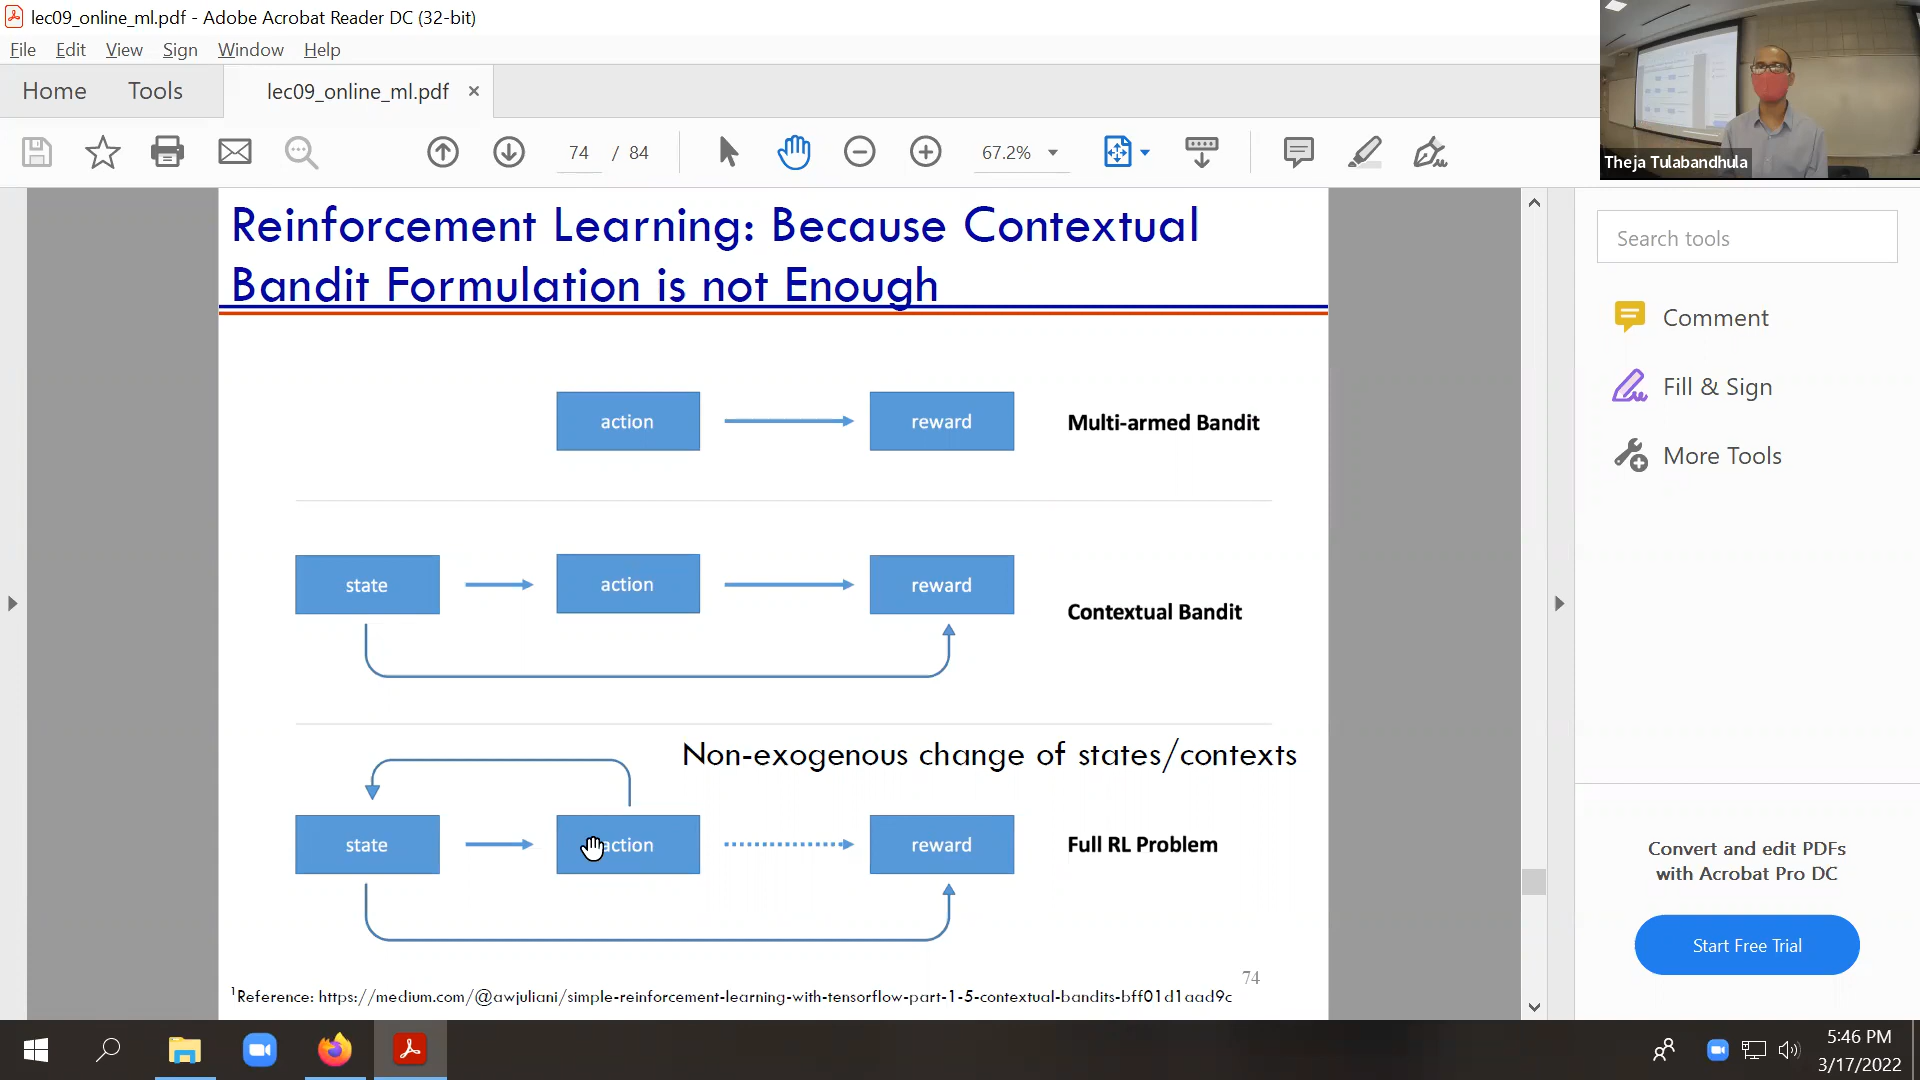 lec09_online_ml.pdf - Adobe Acrobat Reader DC (32-bit)
File Edit View Sign Window Help
Home Tools lec09_online_ml.pdf ×
74 / 84 67.2%
Theja Tulabandhula
Reinforcement Learning: Because Contextual
Bandit Formulation is not Enough
action reward Multi-armed Bandit
state action reward
Contextual Bandit
Non-exogenous change of states/contexts
state action reward Full RL Problem
74
1Reference: https://medium.com/@awjuliani/simple-reinforcement-learning-with-tensorflow-part-1-5-contextual-bandits-bff01d1aad9c
Search tools
Comment
Fill & Sign
More Tools
Convert and edit PDFs
with Acrobat Pro DC
Start Free Trial
5:46 PM
3/17/2022